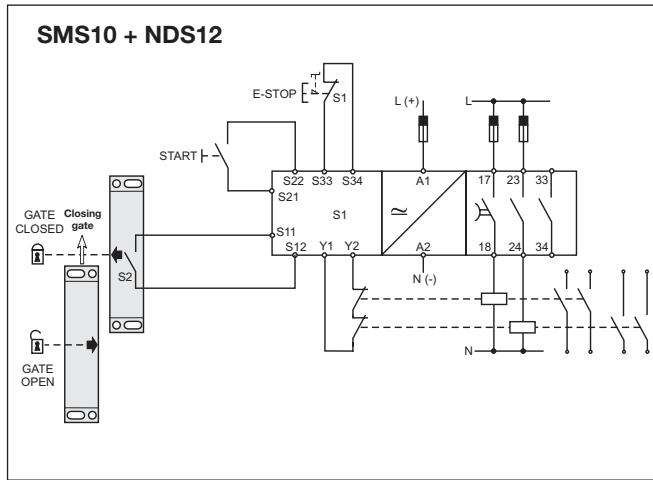 SMS10 + NDS12
E-STOP
S1
L (+)
L
START
S22 S33 S34
A1
17 23 33
S21
S1
S11
S12 Y1 Y2
A2
18 24 34
GATE
CLOSED
Closing
gate
S2
N (-)
N
GATE
OPEN